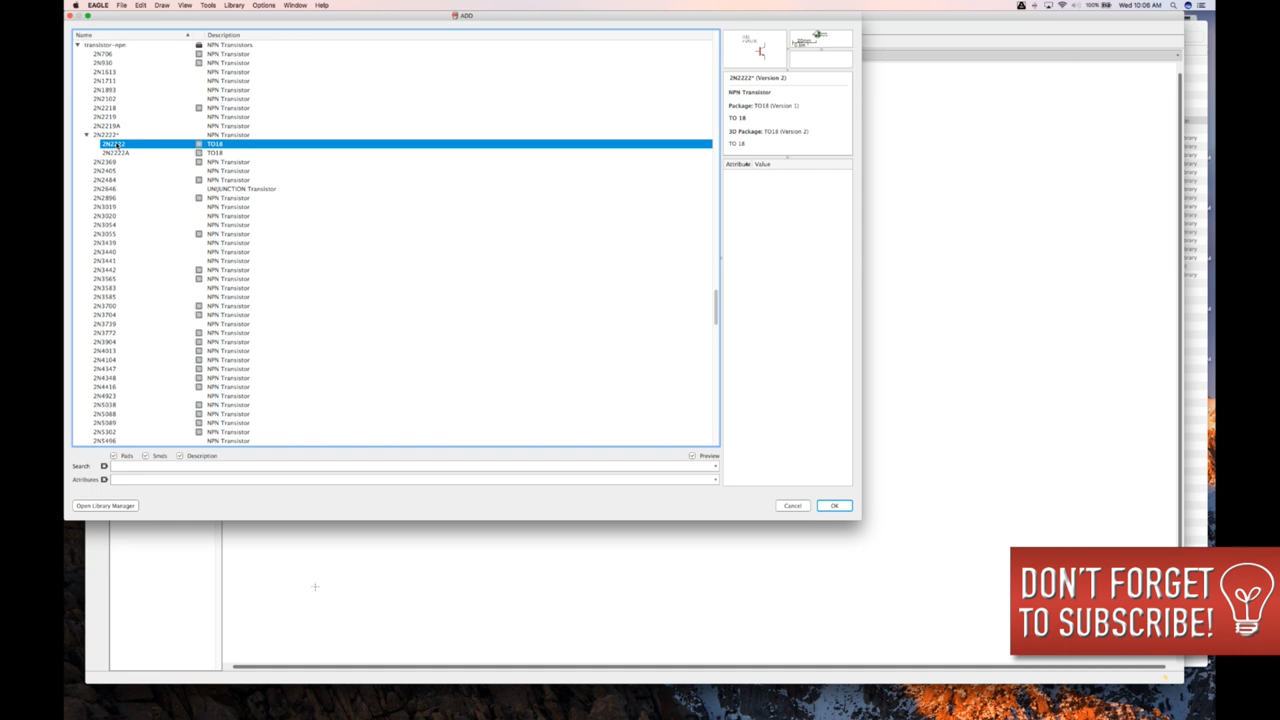 EAGLE File Edit Draw View Tools Library Options Window Help
100% Wed 10:06 AM
ADD
Name Description
transistor-npn NPN Transistors
2N706 NPN Transistor
2N930 NPN Transistor
2N1613 NPN Transistor
2N1711 NPN Transistor
2N1893 NPN Transistor
2N2102 NPN Transistor
2N2218 NPN Transistor
2N2219 NPN Transistor
2N2219A NPN Transistor
2N2222* NPN Transistor
2N2222 TO18
2N2222A TO18
2N2369 NPN Transistor
2N2405 NPN Transistor
2N2484 NPN Transistor
2N2646 UNIJUNCTION Transistor
2N2896 NPN Transistor
2N3019 NPN Transistor
2N3020 NPN Transistor
2N3054 NPN Transistor
2N3055 NPN Transistor
2N3439 NPN Transistor
2N3440 NPN Transistor
2N3441 NPN Transistor
2N3442 NPN Transistor
2N3565 NPN Transistor
2N3583 NPN Transistor
2N3585 NPN Transistor
2N3700 NPN Transistor
2N3704 NPN Transistor
2N3739 NPN Transistor
2N3772 NPN Transistor
2N3904 NPN Transistor
2N4013 NPN Transistor
2N4104 NPN Transistor
2N4347 NPN Transistor
2N4348 NPN Transistor
2N4416 NPN Transistor
2N4923 NPN Transistor
2N5038 NPN Transistor
2N5088 NPN Transistor
2N5089 NPN Transistor
2N5302 NPN Transistor
2N5496 NPN Transistor
Pads Smds Description Preview
Search
Attributes
Open Library Manager Cancel OK
2N2222* (Version 2)
NPN Transistor
Package: TO18 (Version 1)
TO 18
3D Package: TO18 (Version 2)
TO 18
Attribute Value
DON'T FORGET
TO SUBSCRIBE!